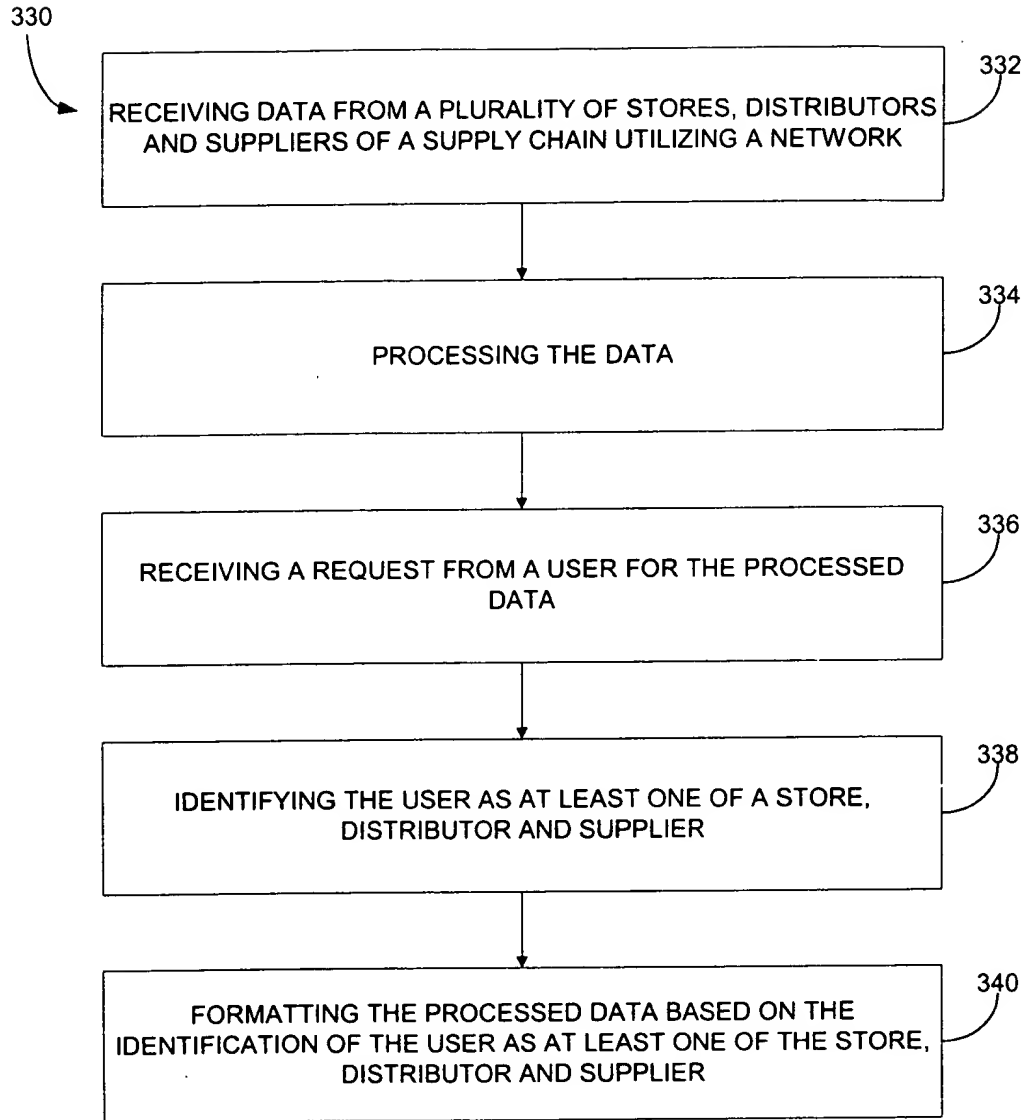 330
332
RECEIVING DATA FROM A PLURALITY OF STORES, DISTRIBUTORS
AND SUPPLIERS OF A SUPPLY CHAIN UTILIZING A NETWORK
334
PROCESSING THE DATA
336
RECEIVING A REQUEST FROM A USER FOR THE PROCESSED
DATA
338
IDENTIFYING THE USER AS AT LEAST ONE OF A STORE,
DISTRIBUTOR AND SUPPLIER
340
FORMATTING THE PROCESSED DATA BASED ON THE
IDENTIFICATION OF THE USER AS AT LEAST ONE OF THE STORE,
DISTRIBUTOR AND SUPPLIER